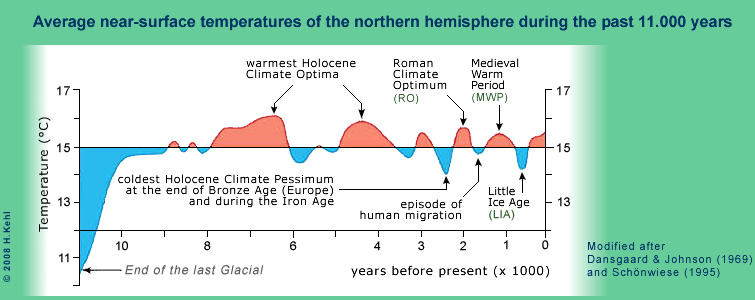 Average near-surface temperatures of the northern hemisphere during the past 11.000 years
warmest Holocene
Climate Optima
Roman
Climate
Optimum
(RO)
Medieval
Warm
Period
(MWP)
17
17
15
15
13
13
11
Temperature (°C)
coldest Holocene Climate Pessimum
at the end of Bronze Age (Europe)
and during the Iron Age
episode of
human migration
Little
Ice Age
(LIA)
10
8
6
4
3
2
1
0
End of the last Glacial
years before present (x 1000)
Modified after
Dansgaard & Johnson (1969)
and Schönwiese (1995)
© 2008 H.Kehl